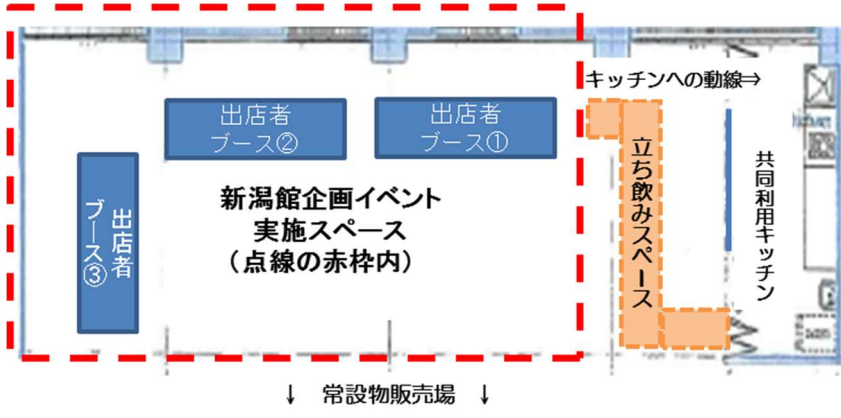 キッチンへの動線⇒
出店者
ブース②
出店者
ブース①
出店者
ブース③
新潟館企画イベント
実施スペース
(点線の赤枠内)
立ち飲みスペース
共同利用キッチン
↓ 常設物販売場 ↓